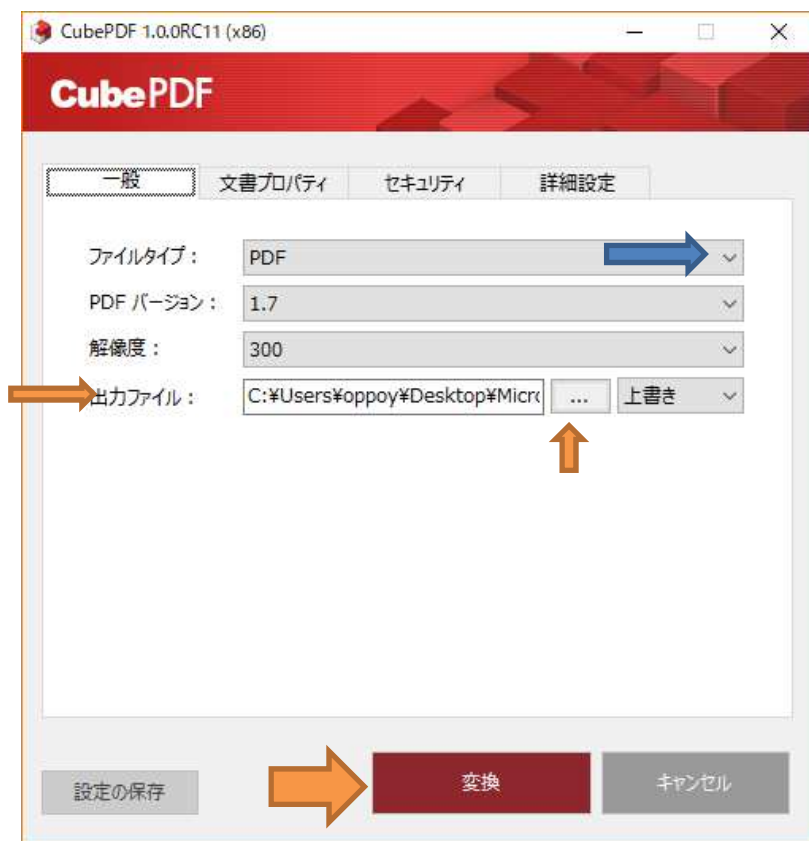 CubePDF 1.0.0RC11 (x86)
CubePDF
一般 文書プロパティ セキュリティ 詳細設定
ファイルタイプ： PDF
PDF バージョン： 1.7
解像度： 300
出力ファイル： C:¥Users¥oppoy¥Desktop¥Micr ... 上書き
設定の保存 変換 キャンセル